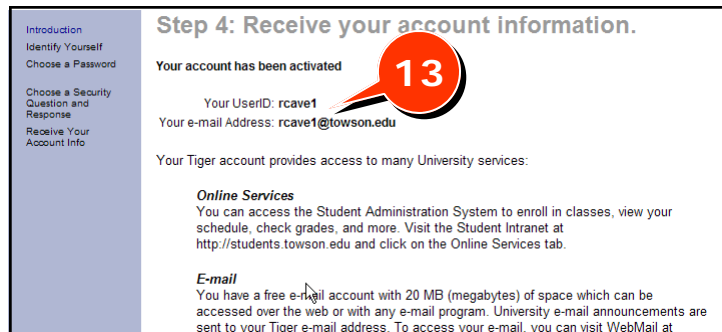 Introduction
Identify Yourself
Choose a Password
Choose a Security
Question and
Response
Receive Your
Account Info
Step 4: Receive your account information.
Your account has been activated
13
Your UserID: rcave1
Your e-mail Address: rcave1@towson.edu
Your Tiger account provides access to many University services:
Online Services
You can access the Student Administration System to enroll in classes, view your
schedule, check grades, and more. Visit the Student Intranet at
http://students.towson.edu and click on the Online Services tab.
E-mail
You have a free e-mail account with 20 MB (megabytes) of space which can be
accessed over the web or with any e-mail program. University e-mail announcements are
sent to your Tiger e-mail address. To access your e-mail, you can visit WebMail at